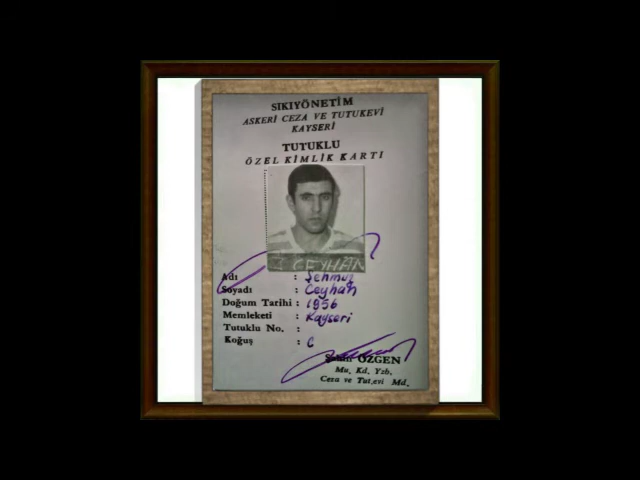 SIKIYÖNETİM
ASKERİ CEZA VE TUTUKEVİ
KAYSERİ
TUTUKLU
ÖZEL KİMLİK KARTI
CEYHAN
Adı : Şehmuz
Soyadı : Ceyhan
Doğum Tarihi : 1956
Memleketi : Kayseri
Tutuklu No. :
Koğuş : C
ÖZGEN
Mu. Kd. Yzb.
Ceza ve Tut.evi Md.